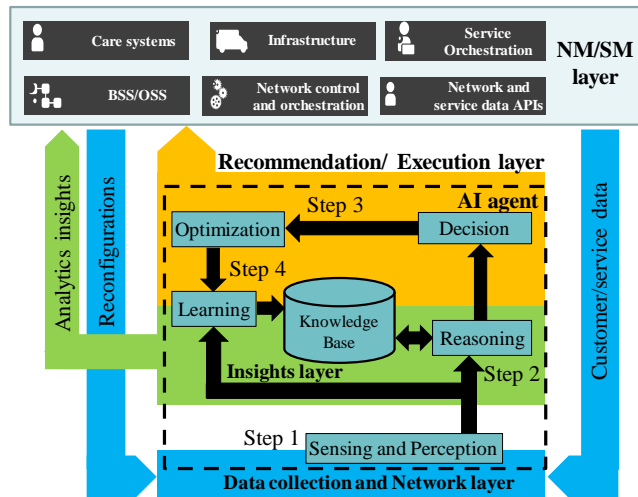 Care systems
Infrastructure
Service
Orchestration
NM/SM
layer
BSS/OSS
Network control
and orchestration
Network and
service data APIs
Analytics insights
Reconfigurations
Customer/service data
Recommendation/ Execution layer
AI agent
Step 3
Optimization
Decision
Step 4
Learning
Knowledge
Base
Reasoning
Insights layer
Step 2
Step 1
Sensing and Perception
Data collection and Network layer